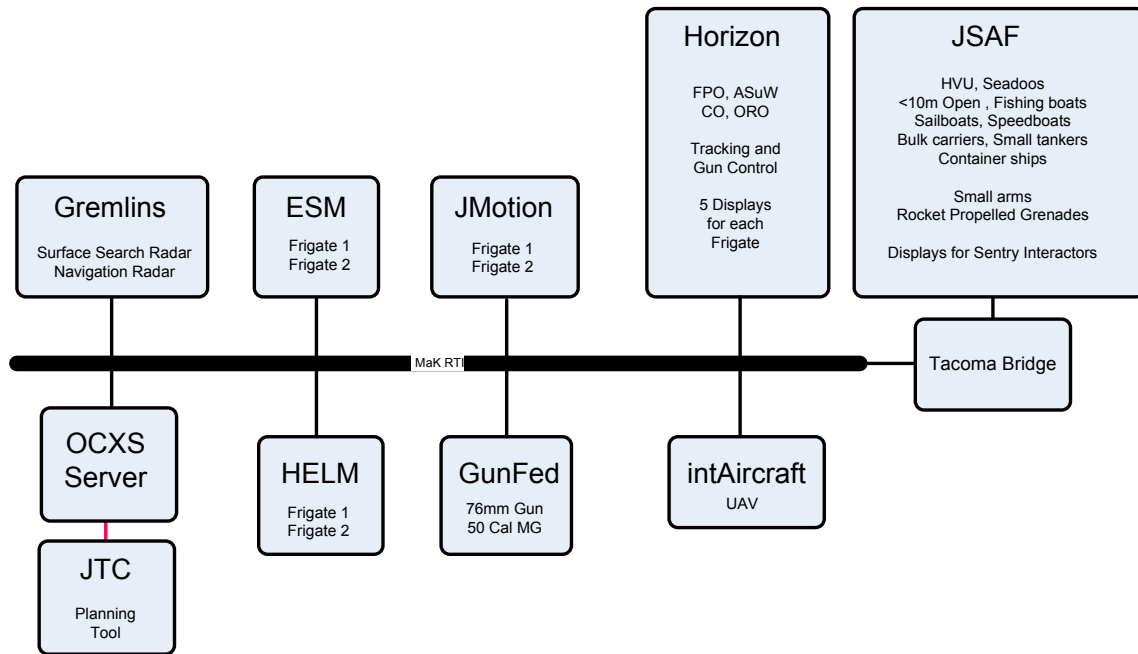 Horizon
FPO, ASuW
CO, ORO
Tracking and
Gun Control
5 Displays
for each
Frigate
JSAF
HVU, Seadoos
<10m Open , Fishing boats
Sailboats, Speedboats
Bulk carriers, Small tankers
Container ships
Small arms
Rocket Propelled Grenades
Displays for Sentry Interactors
Gremlins
Surface Search Radar
Navigation Radar
ESM
Frigate 1
Frigate 2
JMotion
Frigate 1
Frigate 2
MaK RTI
Tacoma Bridge
OCXS
Server
HELM
Frigate 1
Frigate 2
GunFed
76mm Gun
50 Cal MG
intAircraft
UAV
JTC
Planning
Tool